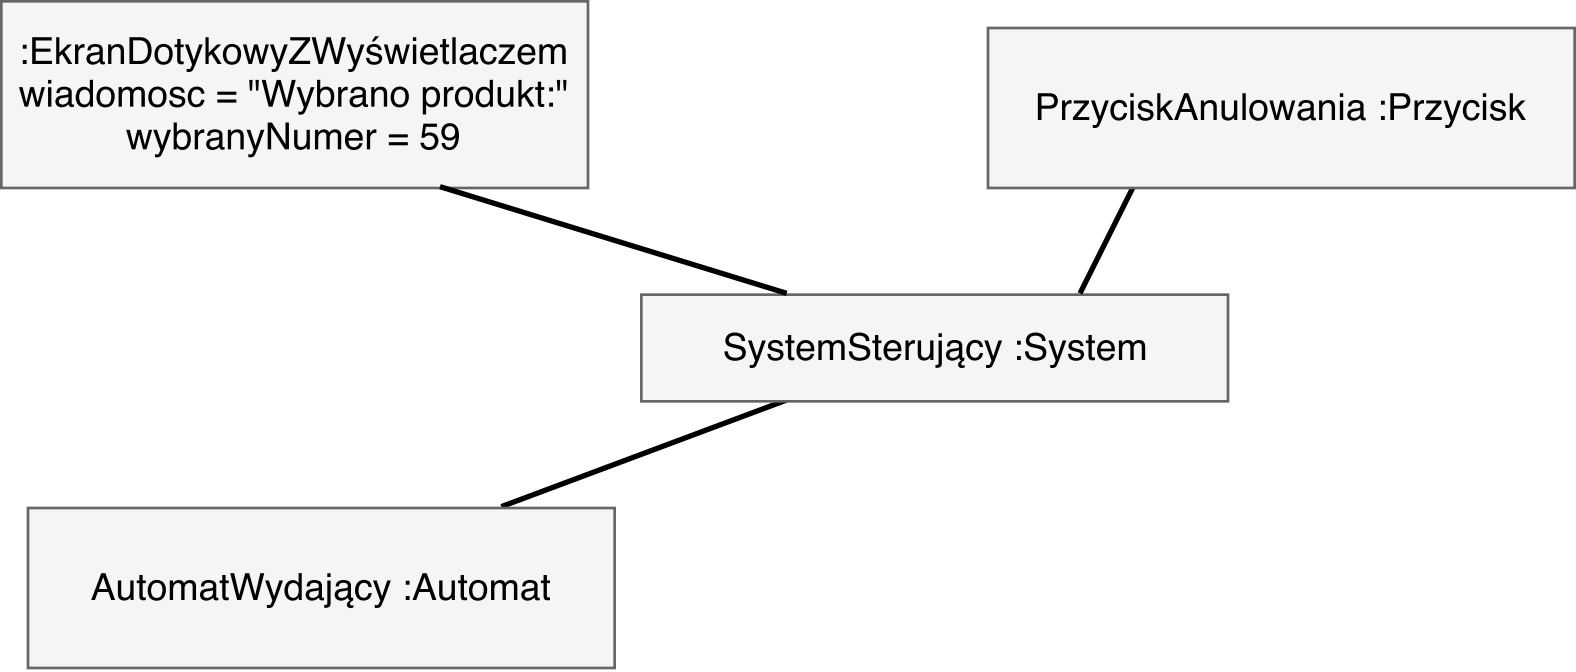 :EkranDotykowyZWyświetlaczem
wiadomosc = "Wybrano produkt:"
wybranyNumer = 59
PrzyciskAnulowania :Przycisk
SystemSterujący :System
AutomatWydający :Automat